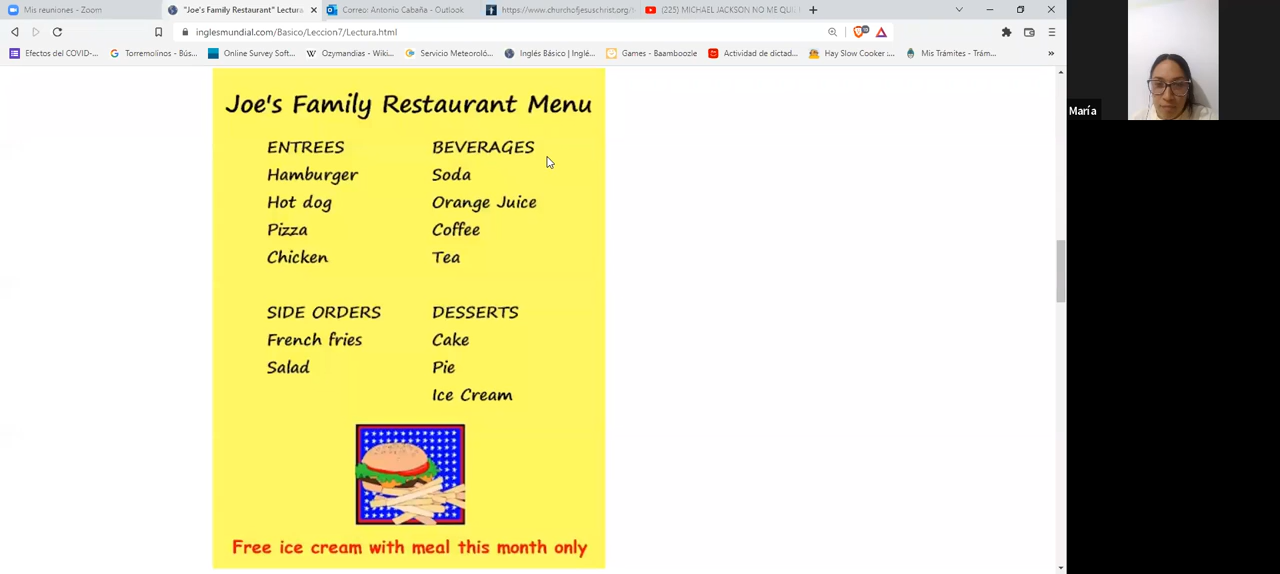 Mis reuniones - Zoom
"Joe's Family Restaurant" Lectura
Correo: Antonio Cabaña - Outlook
https://www.churchofjesuschrist.org/
(225) MICHAEL JACKSON NO ME QUI
inglesmundial.com/Basico/Leccion7/Lectura.html
Efectos del COVID-...
Torremolinos - Bús...
Online Survey Soft...
Ozymandias - Wiki...
Servicio Meteoroló...
Inglés Básico | Inglé...
Games - Baamboozle
Actividad de dictad...
Hay Slow Cooker :...
Mis Trámites - Trám...
Joe's Family Restaurant Menu
ENTREES
Hamburger
Hot dog
Pizza
Chicken
BEVERAGES
Soda
Orange Juice
Coffee
Tea
SIDE ORDERS
French fries
Salad
DESSERTS
Cake
Pie
Ice Cream
Free ice cream with meal this month only
María